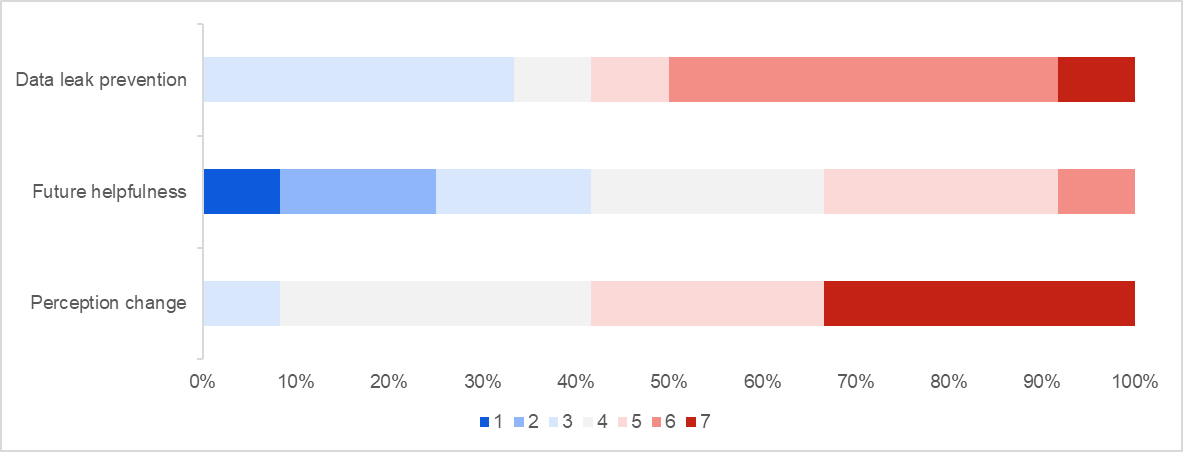 Data leak prevention
Future helpfulness
Perception change
0% 10% 20% 30% 40% 50% 60% 70% 80% 90% 100%
1 2 3 4 5 6 7